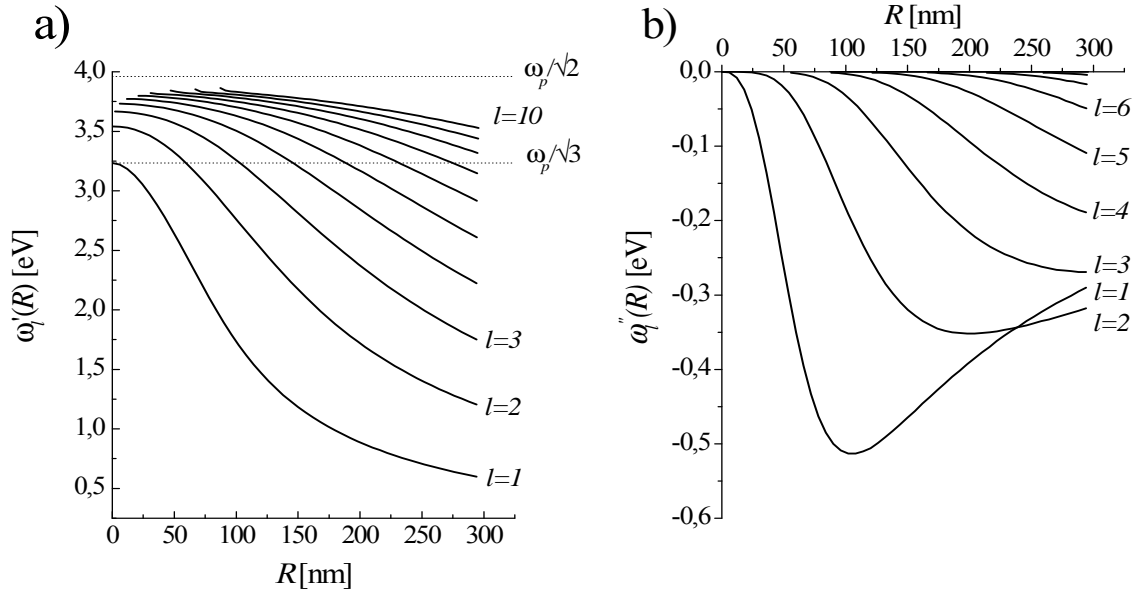 a)
ω_l'(R) [eV]
4,0
3,5
3,0
2,5
2,0
1,5
1,0
0,5
ω_p/√2
l=10
ω_p/√3
l=3
l=2
l=1
0 50 100 150 200 250 300
R [nm]
b)
R [nm]
0 50 100 150 200 250 300
ω_l''(R) [eV]
0,0
-0,1
-0,2
-0,3
-0,4
-0,5
-0,6
l=6
l=5
l=4
l=3
l=1
l=2